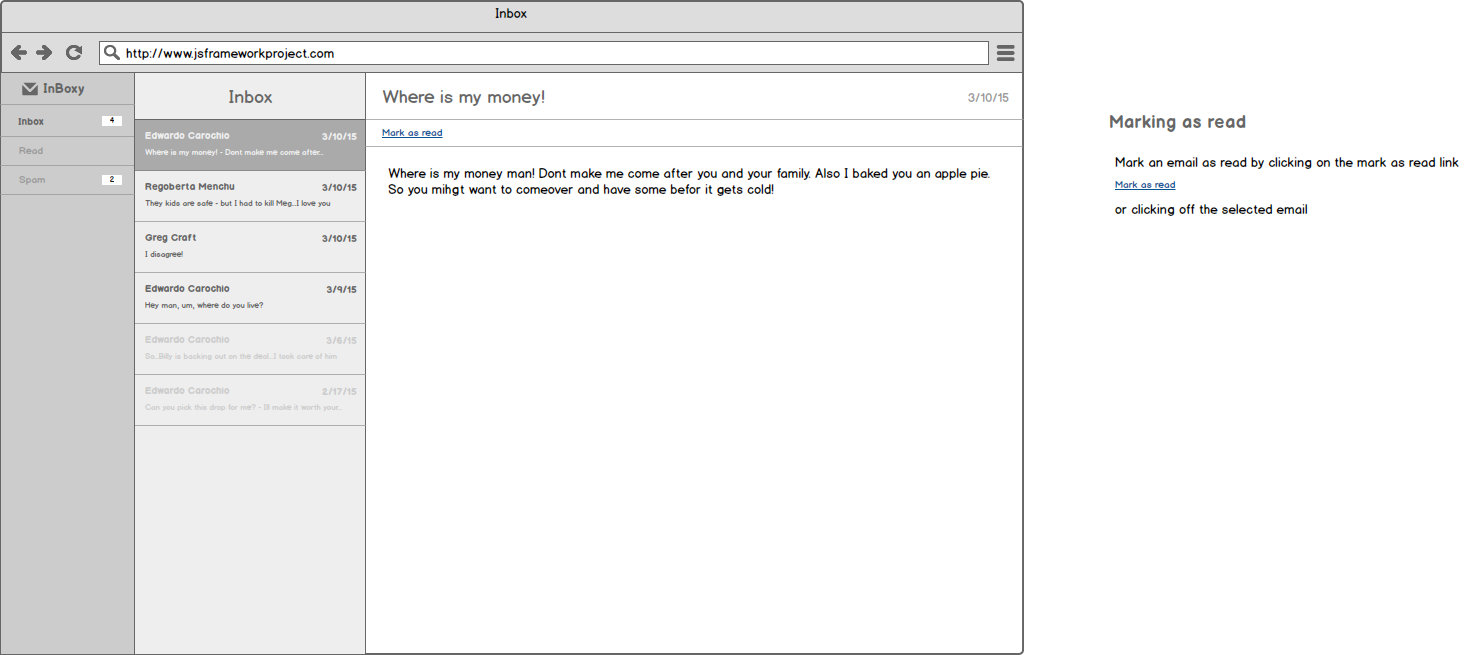 Inbox
http://www.jsframeworkproject.com
InBoxy
Inbox 4
Read
Spam 2
Inbox
Edwardo Carochio 3/10/15
Where is my money! - Dont make me come after..
Regoberta Menchu 3/10/15
They kids are safe - but I had to kill Meg..I love you
Greg Craft 3/10/15
I disagree!
Edwardo Carochio 3/9/15
Hey man, um, where do you live?
Edwardo Carochio 3/6/15
So..Billy is backing out on the deal..I took care of him
Edwardo Carochio 2/17/15
Can you pick this drop for me? - Ill make it worth your..
Where is my money! 3/10/15
Mark as read
Where is my money man! Dont make me come after you and your family. Also I baked you an apple pie.
So you mihgt want to comeover and have some befor it gets cold!
Marking as read
Mark an email as read by clicking on the mark as read link
Mark as read
or clicking off the selected email